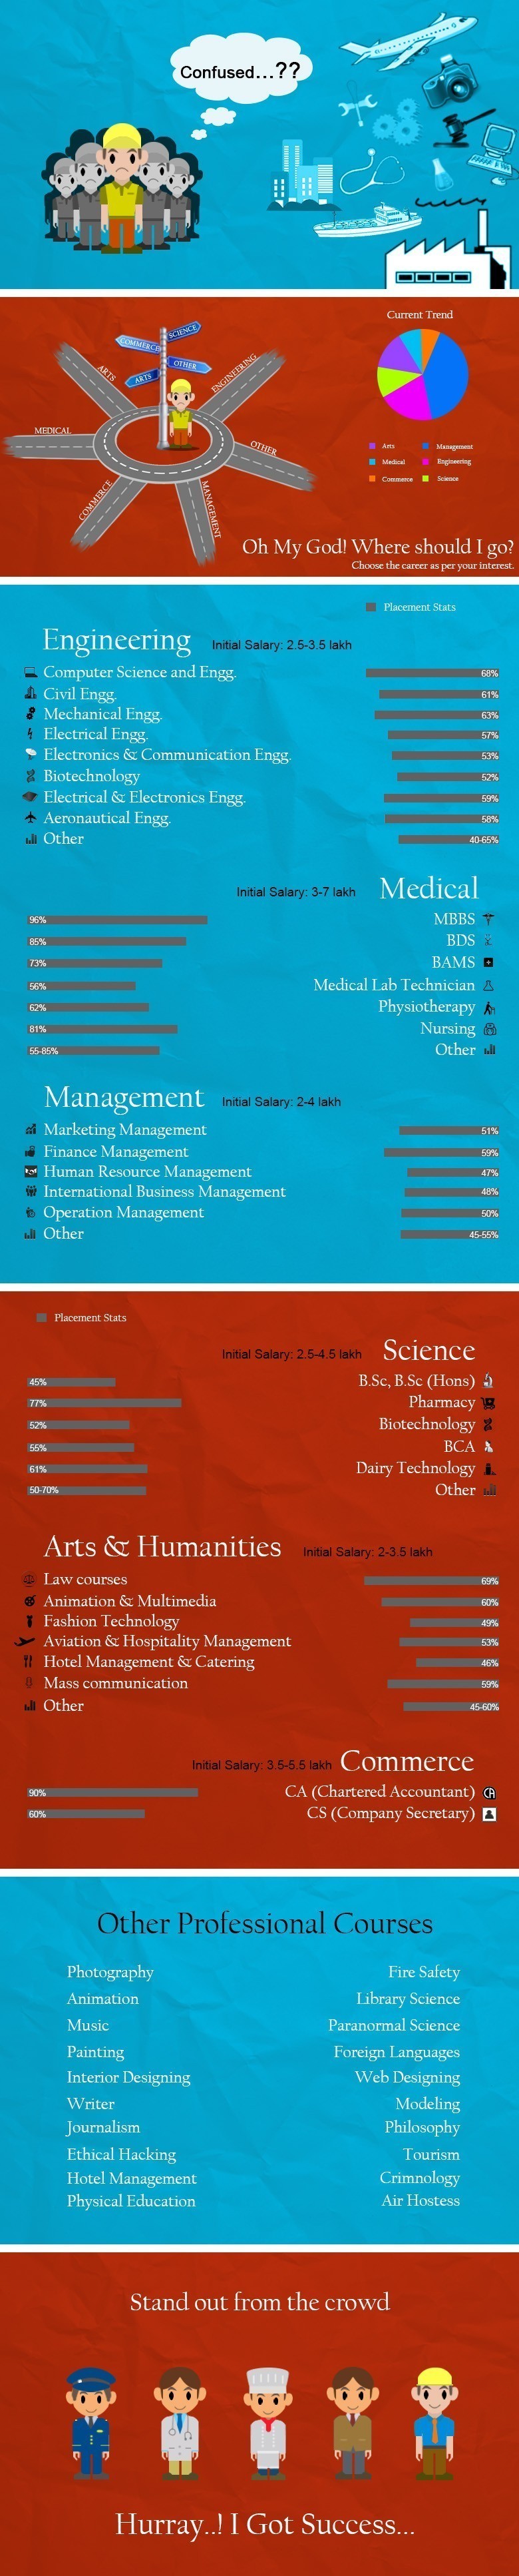 Confused...??
SCIENCE
COMMERCE
OTHER
ARTS
ARTS
ENGINEERING
MEDICAL
OTHER
COMMERCE
MANAGEMENT
Current Trend
Arts
Management
Medical
Engineering
Commerce
Science
Oh My God! Where should I go?
Choose the career as per your interest.
Placement Stats
Engineering Initial Salary: 2.5-3.5 lakh
Computer Science and Engg. 68%
Civil Engg. 61%
Mechanical Engg. 63%
Electrical Engg. 57%
Electronics & Communication Engg. 53%
Biotechnology 52%
Electrical & Electronics Engg. 59%
Aeronautical Engg. 58%
Other 40-65%
Initial Salary: 3-7 lakh Medical
96% MBBS
85% BDS
73% BAMS
56% Medical Lab Technician
62% Physiotherapy
81% Nursing
55-85% Other
Management Initial Salary: 2-4 lakh
Marketing Management 51%
Finance Management 59%
Human Resource Management 47%
International Business Management 48%
Operation Management 50%
Other 45-55%
Placement Stats
Initial Salary: 2.5-4.5 lakh Science
45% B.Sc, B.Sc (Hons)
77% Pharmacy
52% Biotechnology
55% BCA
61% Dairy Technology
50-70% Other
Arts & Humanities Initial Salary: 2-3.5 lakh
Law courses 69%
Animation & Multimedia 60%
Fashion Technology 49%
Aviation & Hospitality Management 53%
Hotel Management & Catering 46%
Mass communication 59%
Other 45-60%
Initial Salary: 3.5-5.5 lakh Commerce
90% CA (Chartered Accountant) CA
60% CS (Company Secretary)
Other Professional Courses
Photography Fire Safety
Animation Library Science
Music Paranormal Science
Painting Foreign Languages
Interior Designing Web Designing
Writer Modeling
Journalism Philosophy
Ethical Hacking Tourism
Hotel Management Crimnology
Physical Education Air Hostess
Stand out from the crowd
Hurray..! I Got Success...